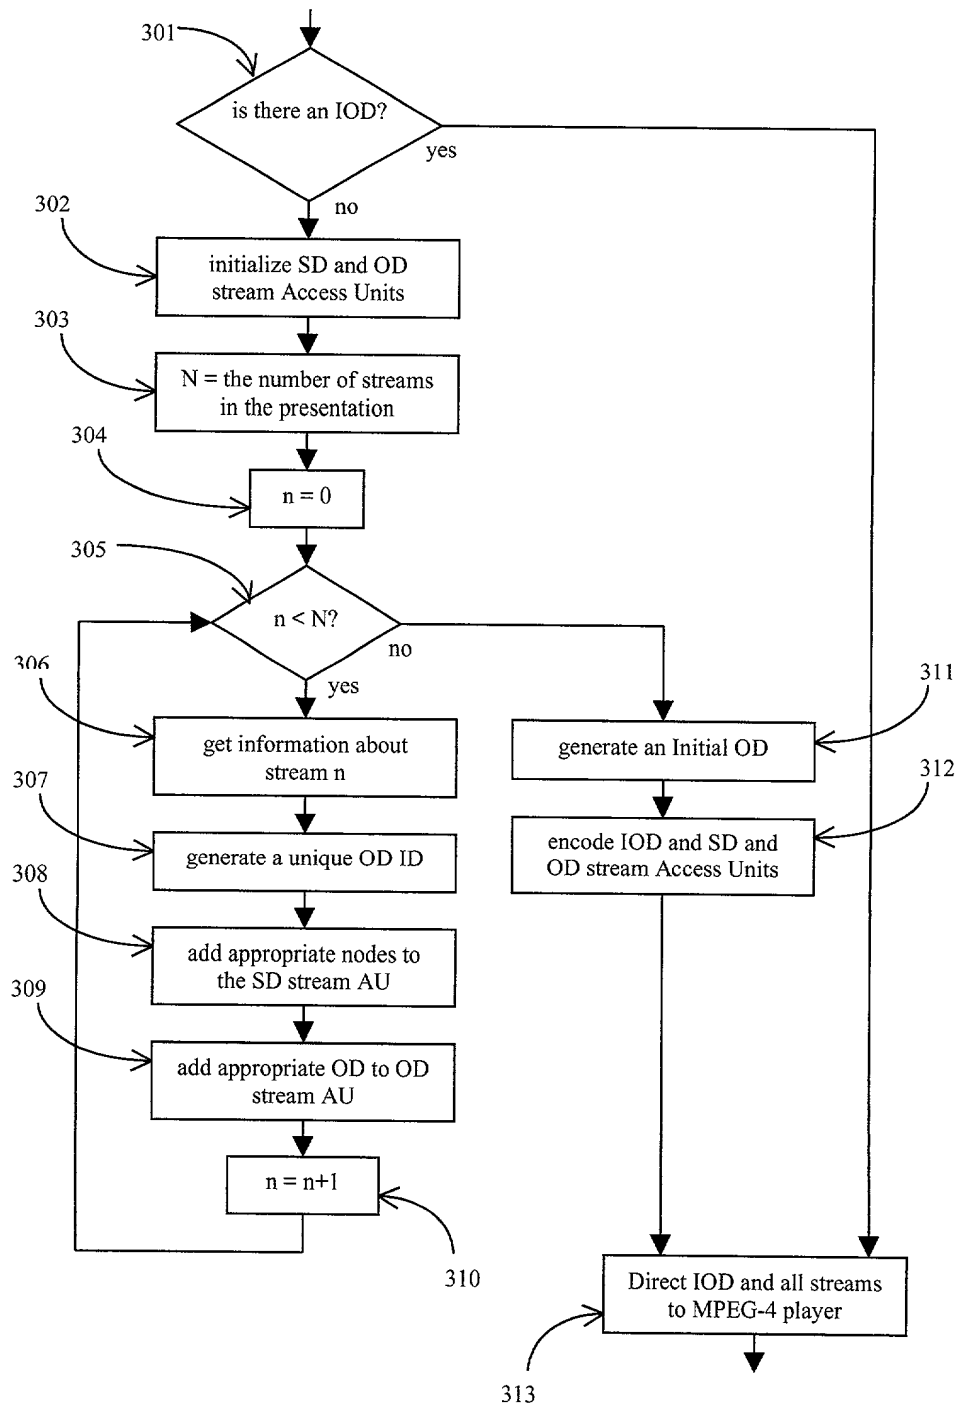 301
is there an IOD?
yes
no
302
initialize SD and OD
stream Access Units
303
N = the number of streams
in the presentation
304
n = 0
305
n < N?
no
yes
306
get information about
stream n
307
generate a unique OD ID
308
add appropriate nodes to
the SD stream AU
309
add appropriate OD to OD
stream AU
n = n+1
310
311
generate an Initial OD
312
encode IOD and SD and
OD stream Access Units
Direct IOD and all streams
to MPEG-4 player
313